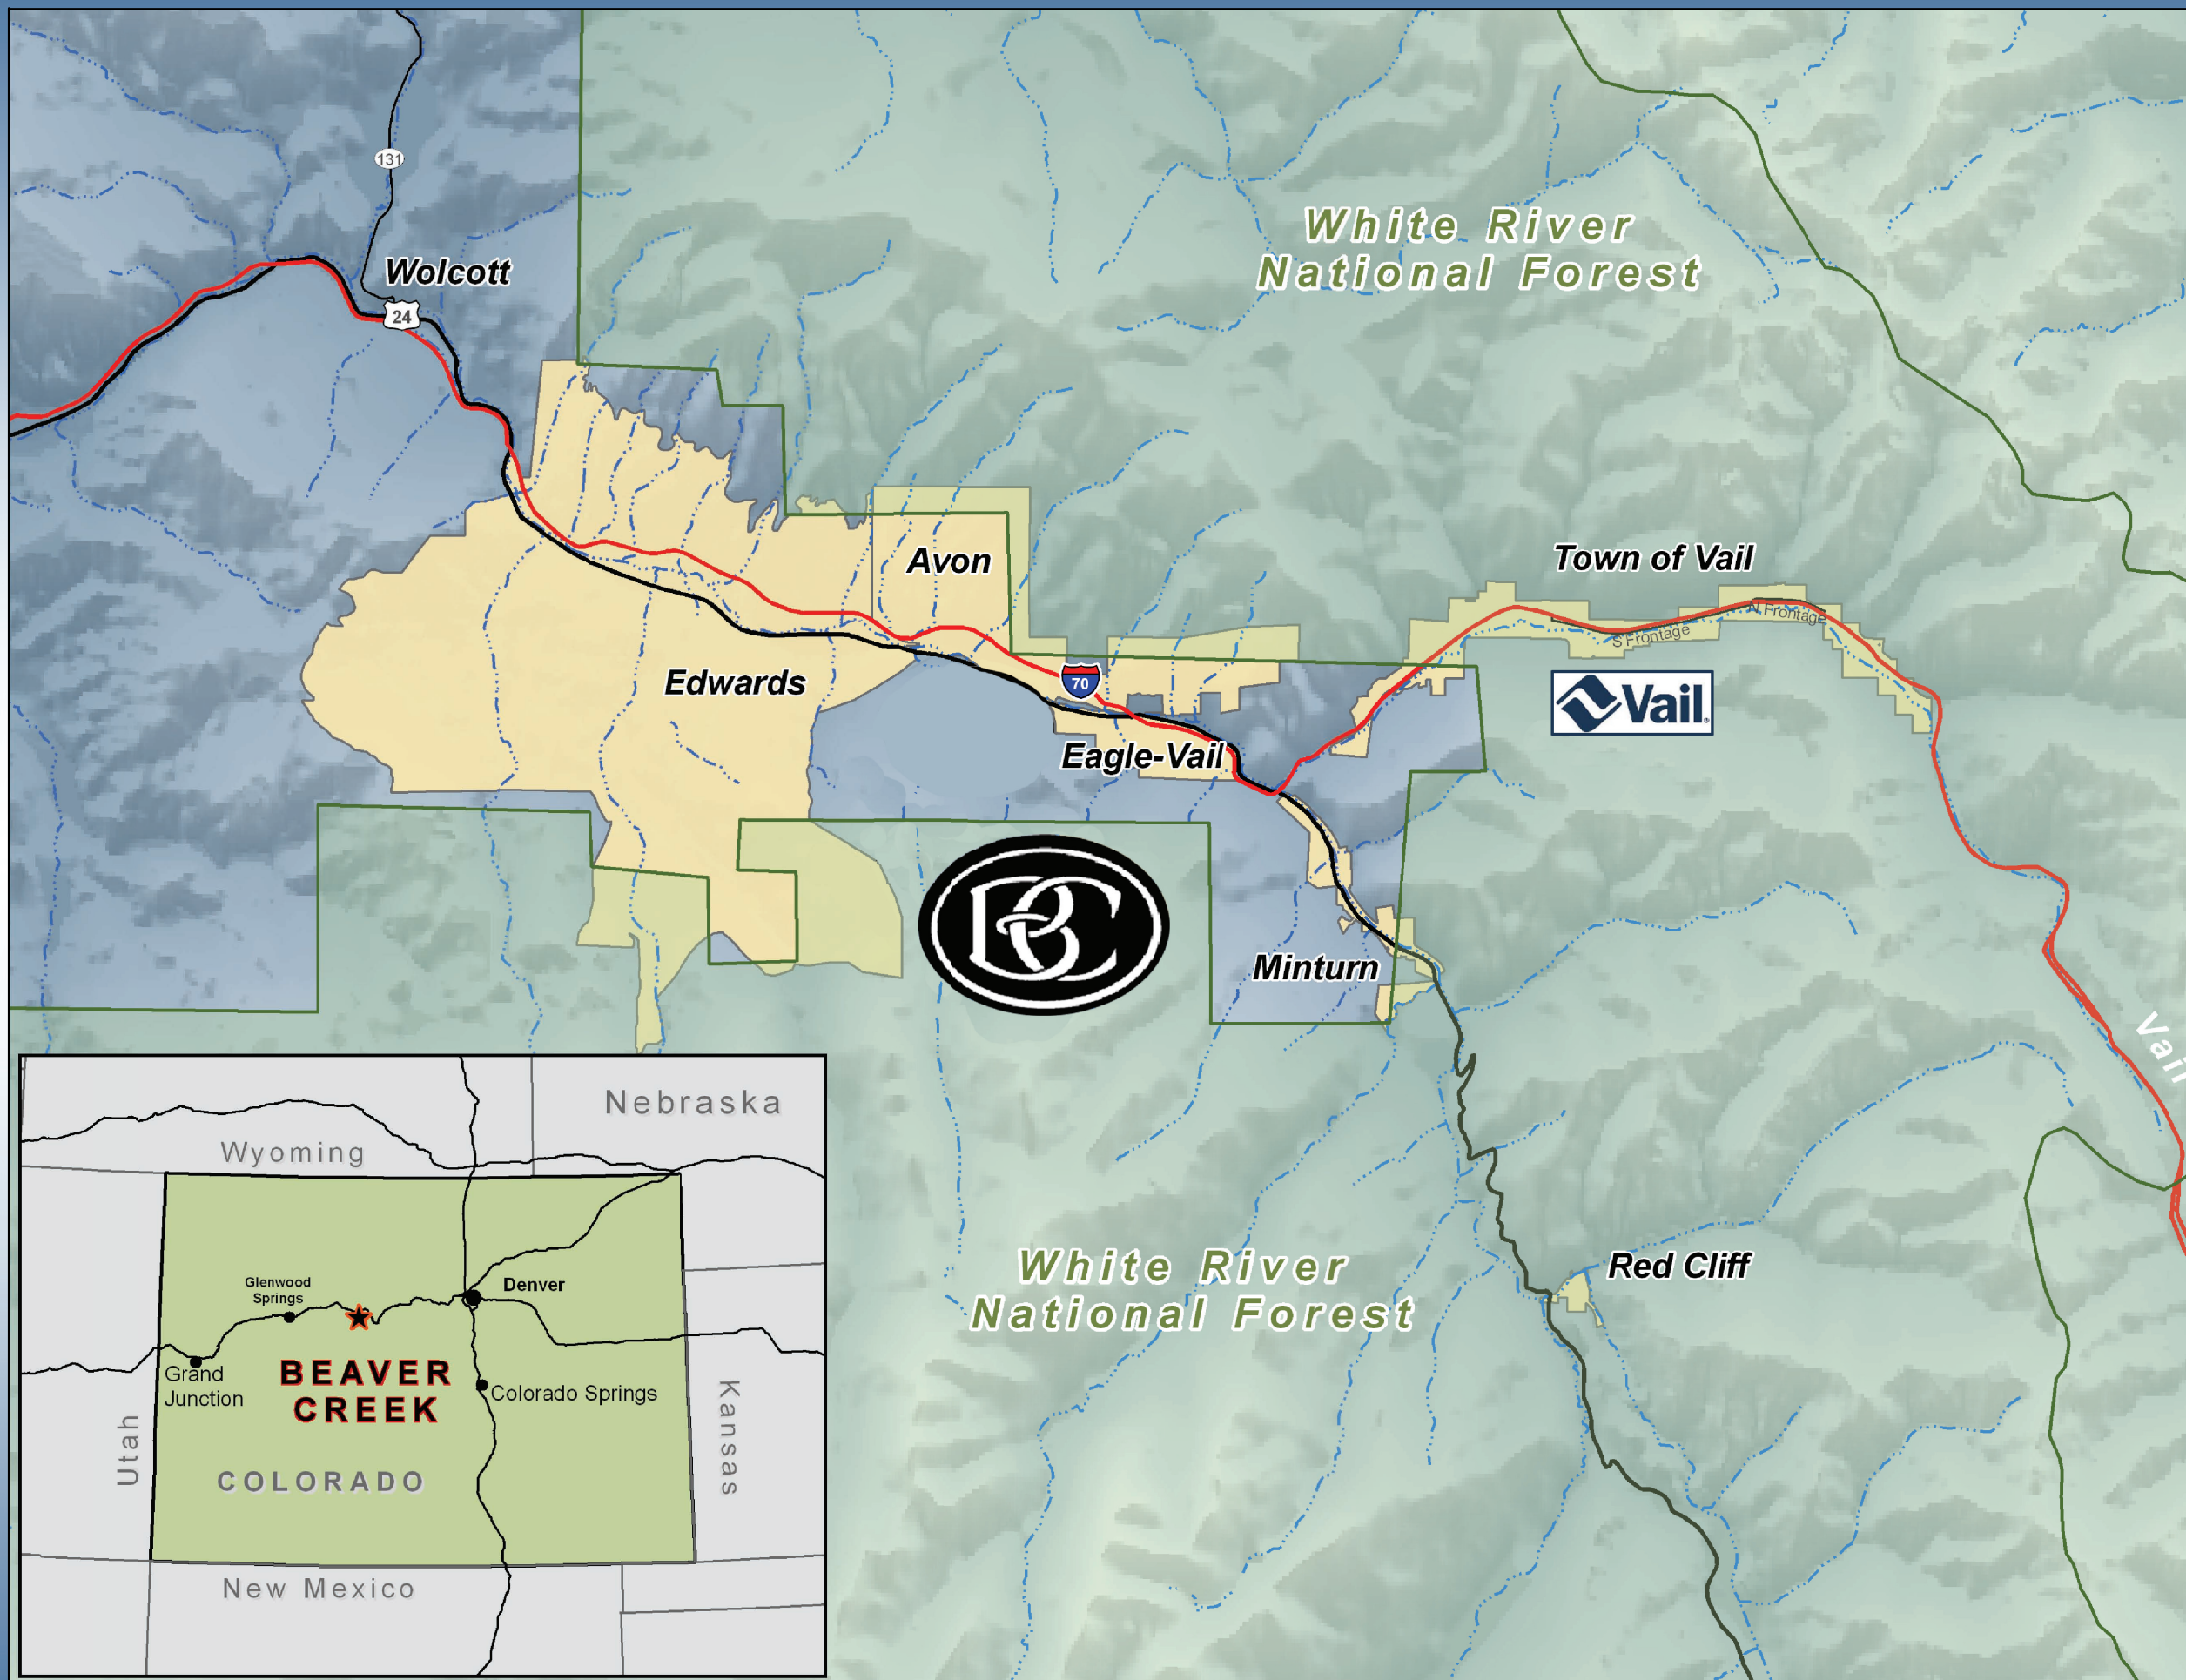 131
Wolcott
24
White River
National Forest
Avon
Town of Vail
N Frontage
S Frontage
Edwards
70
Vail
Eagle-Vail
BC
Minturn
Vail
Nebraska
Wyoming
Glenwood
Springs
Denver
Grand
Junction
BEAVER
CREEK
Colorado Springs
Utah
Kansas
COLORADO
New Mexico
White River
National Forest
Red Cliff